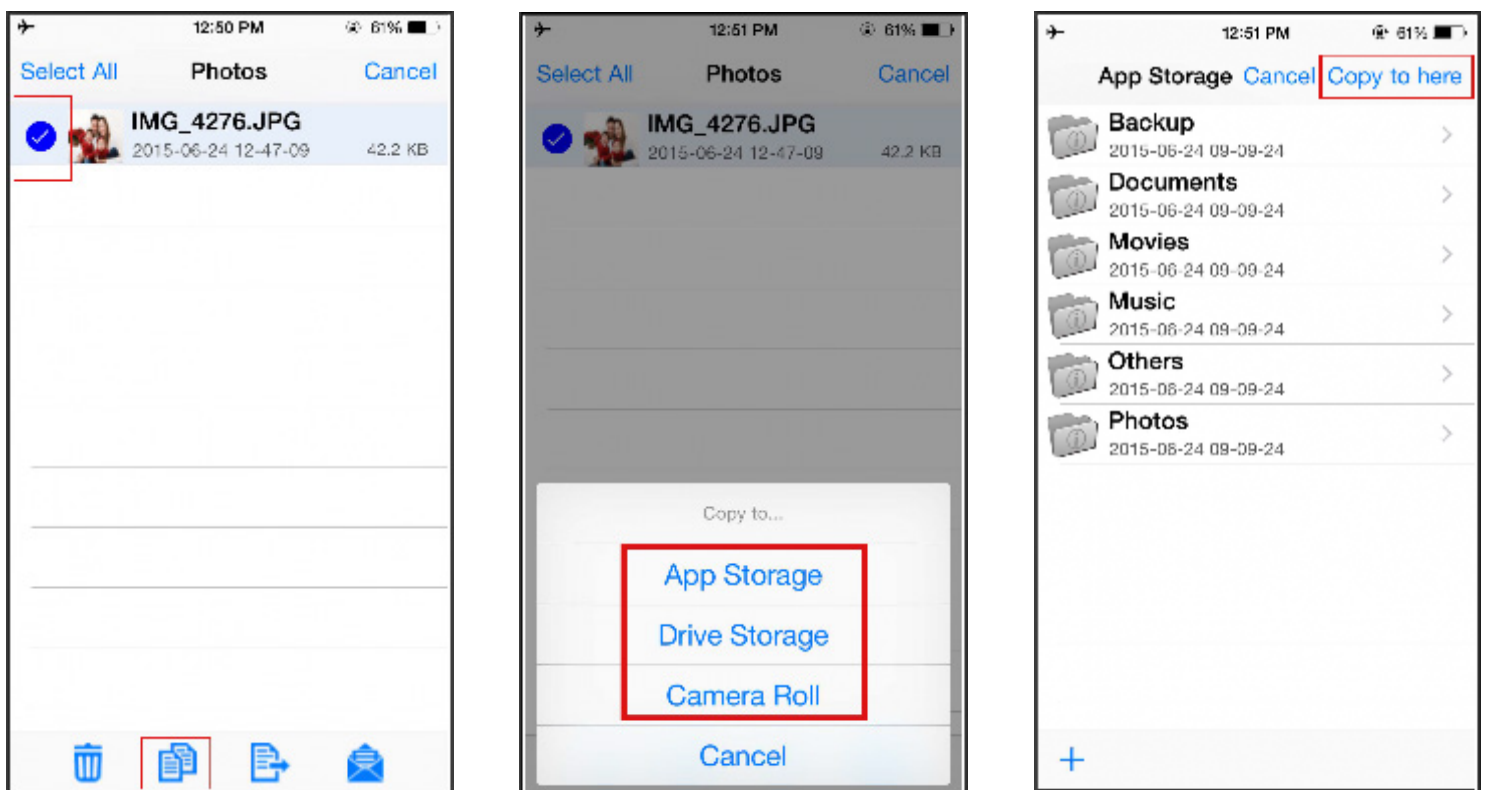 12:50 PM 61%
Select All Photos Cancel
IMG_4276.JPG
2015-06-24 12-47-09 42.2 KB
12:51 PM 61%
Select All Photos Cancel
IMG_4276.JPG
2015-06-24 12-47-09 42.2 KB
Copy to...
App Storage
Drive Storage
Camera Roll
Cancel
12:51 PM 61%
App Storage Cancel Copy to here
Backup
2015-06-24 09-09-24
Documents
2015-06-24 09-09-24
Movies
2015-06-24 09-09-24
Music
2015-06-24 09-09-24
Others
2015-06-24 09-09-24
Photos
2015-06-24 09-09-24